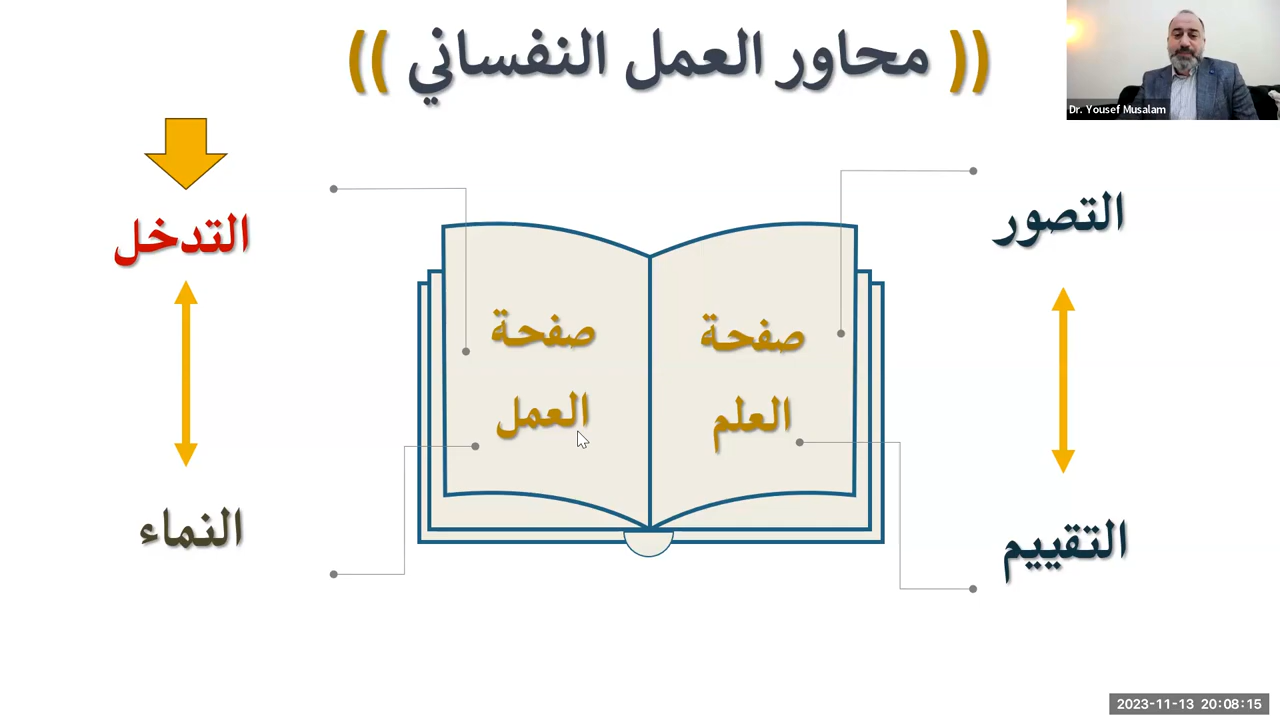 (( محاور العمل النفساني ))
Dr. Yousef Musalam
التصور
التدخل
صفحة
العلم
صفحة
العمل
التقييم
النماء
2023-11-13 20:08:15